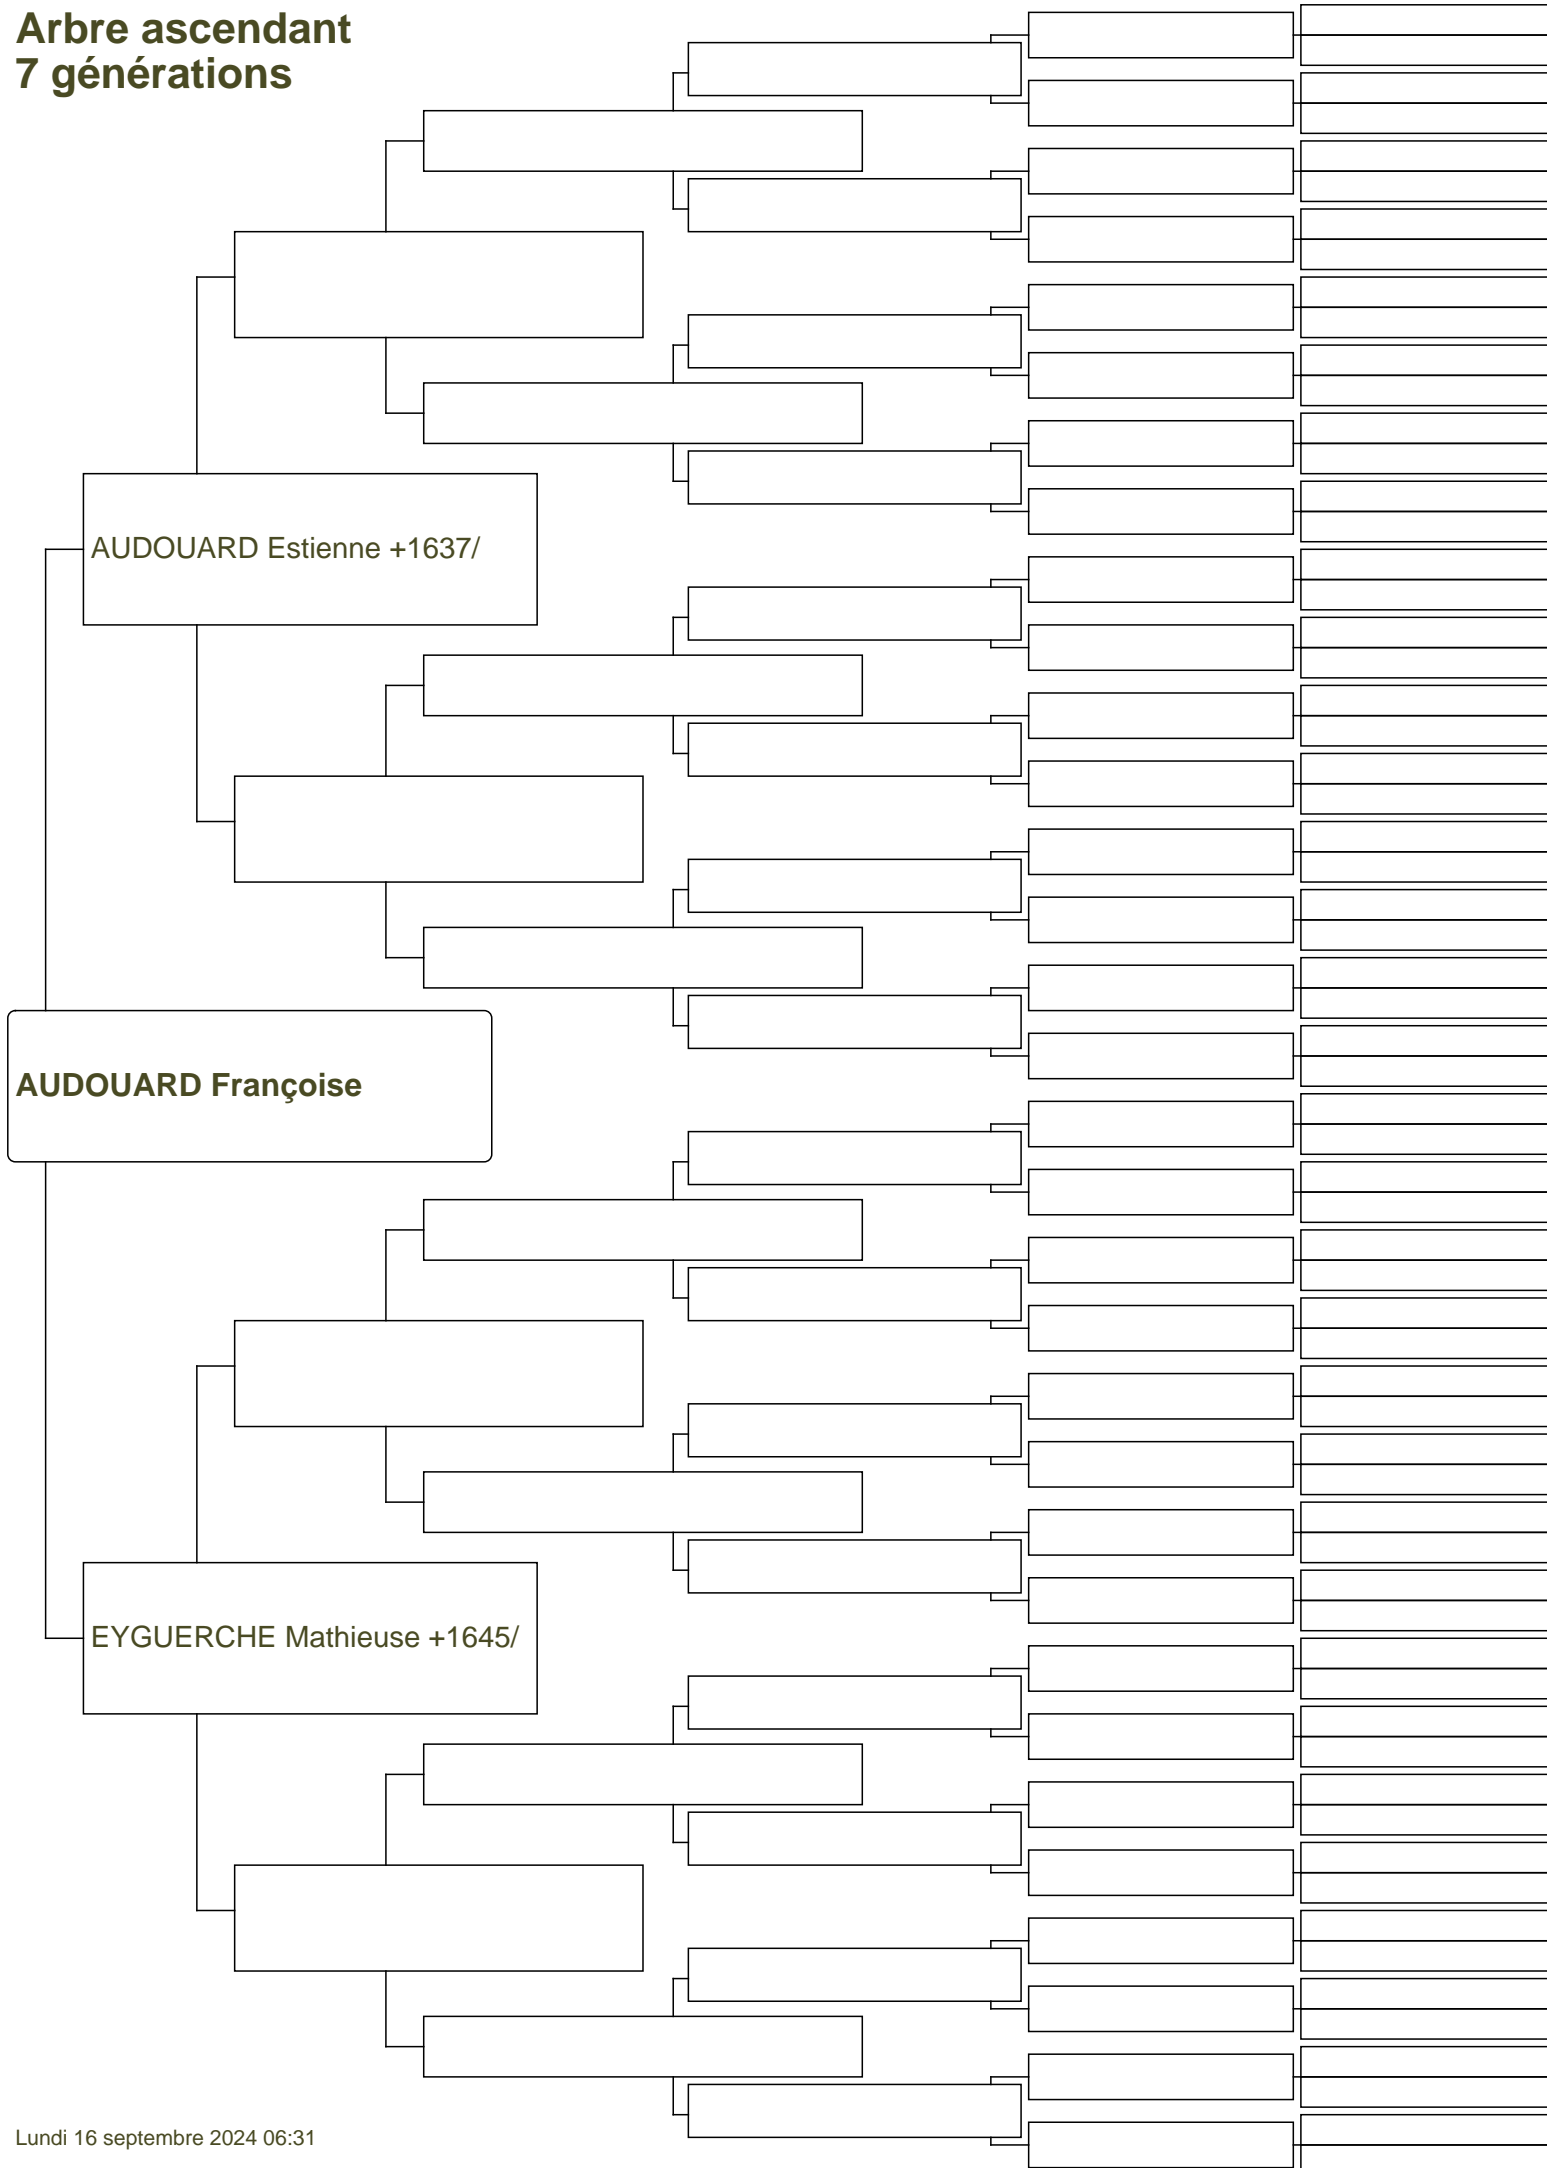 Arbre ascendant
7 générations
AUDOUARD Estienne +1637/
AUDOUARD Françoise
EYGUERCHE Mathieuse +1645/
Lundi 16 septembre 2024 06:31